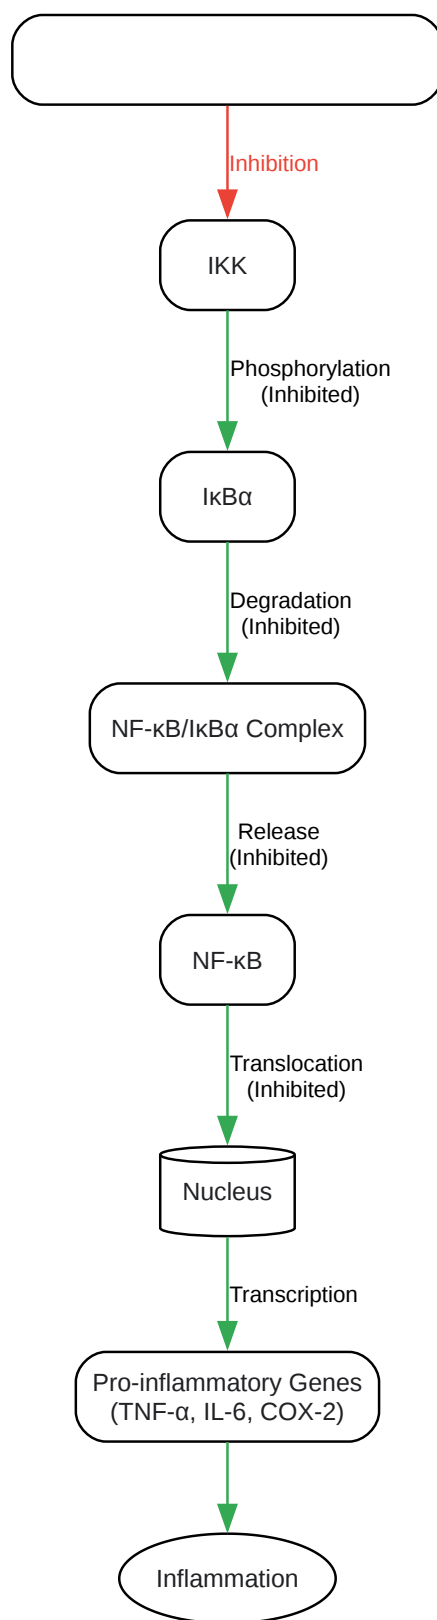 Inhibition
IKK
Phosphorylation
(Inhibited)
IκBα
Degradation
(Inhibited)
NF-κB/IκBα Complex
Release
(Inhibited)
NF-κB
Translocation
(Inhibited)
Nucleus
Transcription
Pro-inflammatory Genes
(TNF-α, IL-6, COX-2)
Inflammation